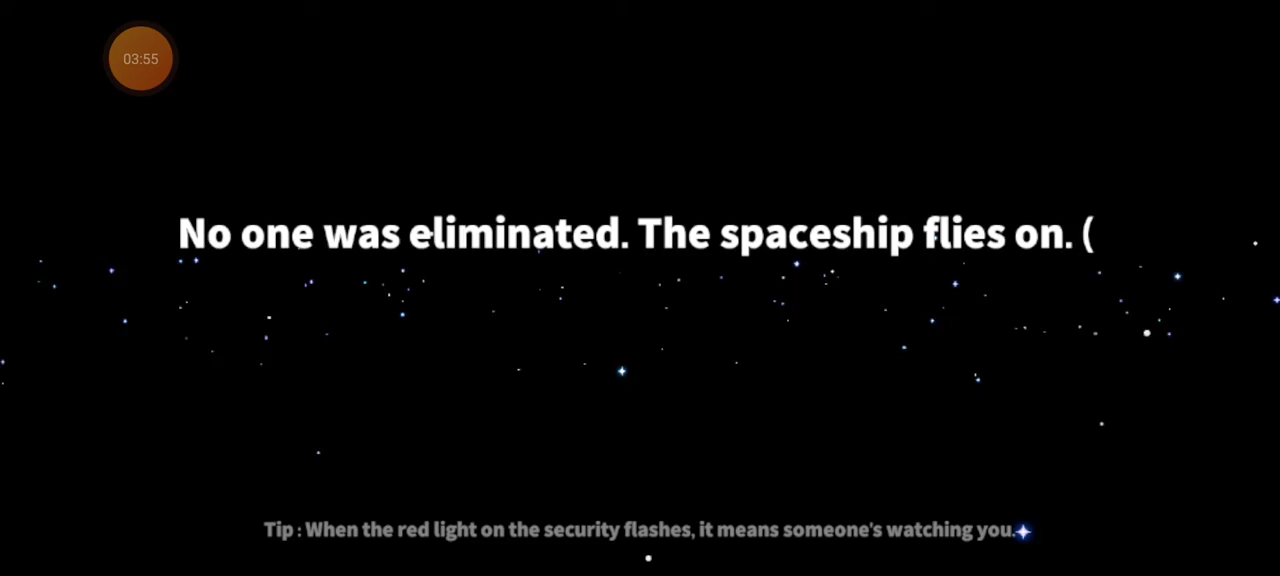 03:55
No one was eliminated. The spaceship flies on. (
Tip : When the red light on the security flashes, it means someone's watching you.